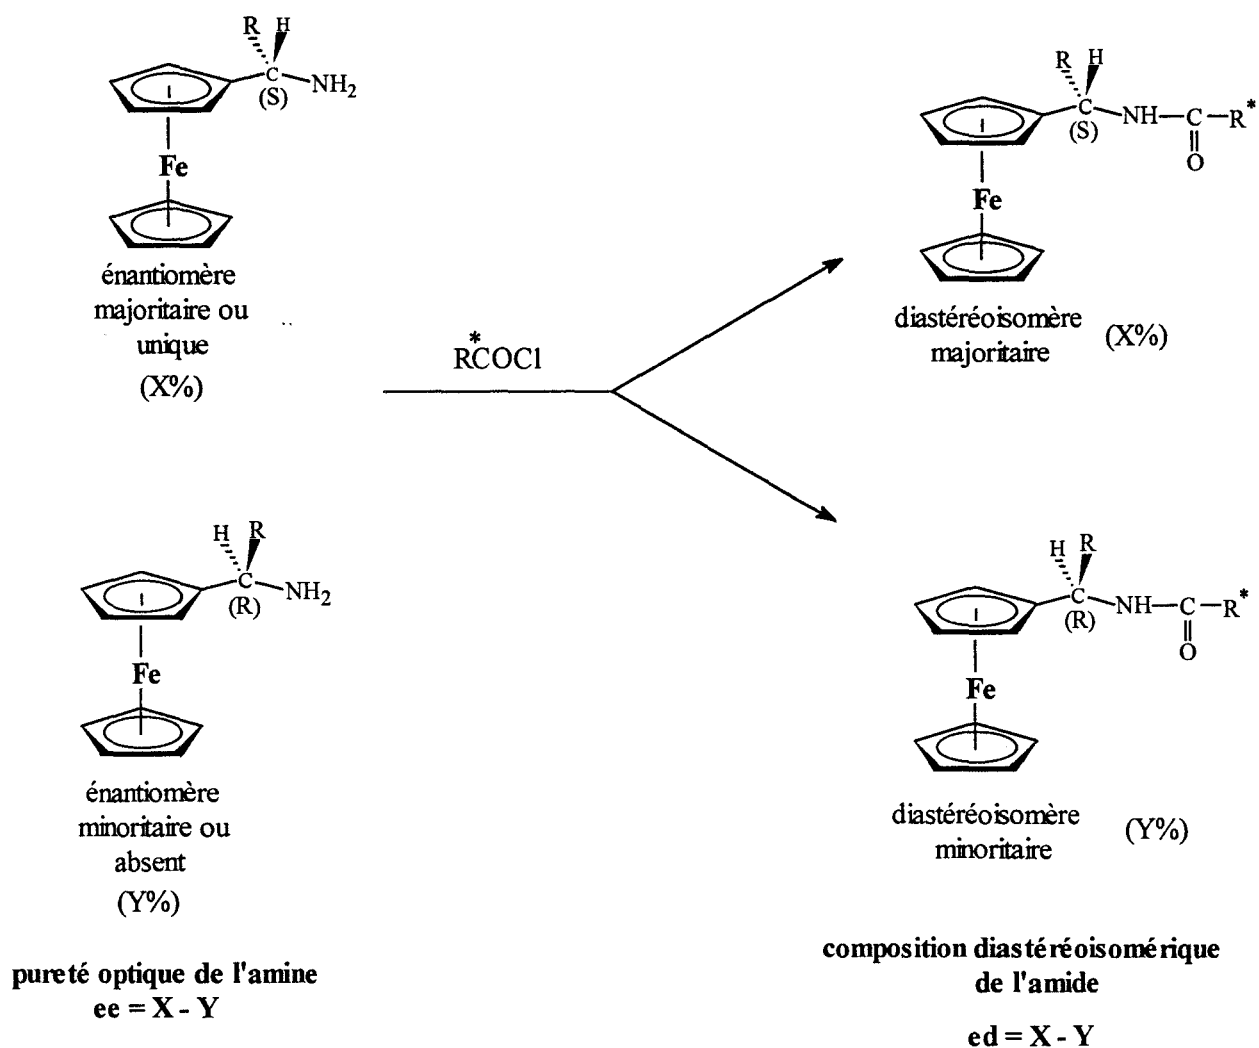 R H
C
(S)
NH2
Fe
énantiomère
majoritaire ou
unique
(X%)
R*COCl
R H
C
(S)
NH
C
R*
O
Fe
diastéréoisomère
majoritaire
(X%)
H R
C
(R)
NH2
Fe
énantiomère
minoritaire ou
absent
(Y%)
pureté optique de l'amine
ee = X - Y
H R
C
(R)
NH
C
R*
O
Fe
diastéréoisomère
minoritaire
(Y%)
composition diastéréoisomérique
de l'amide
ed = X - Y